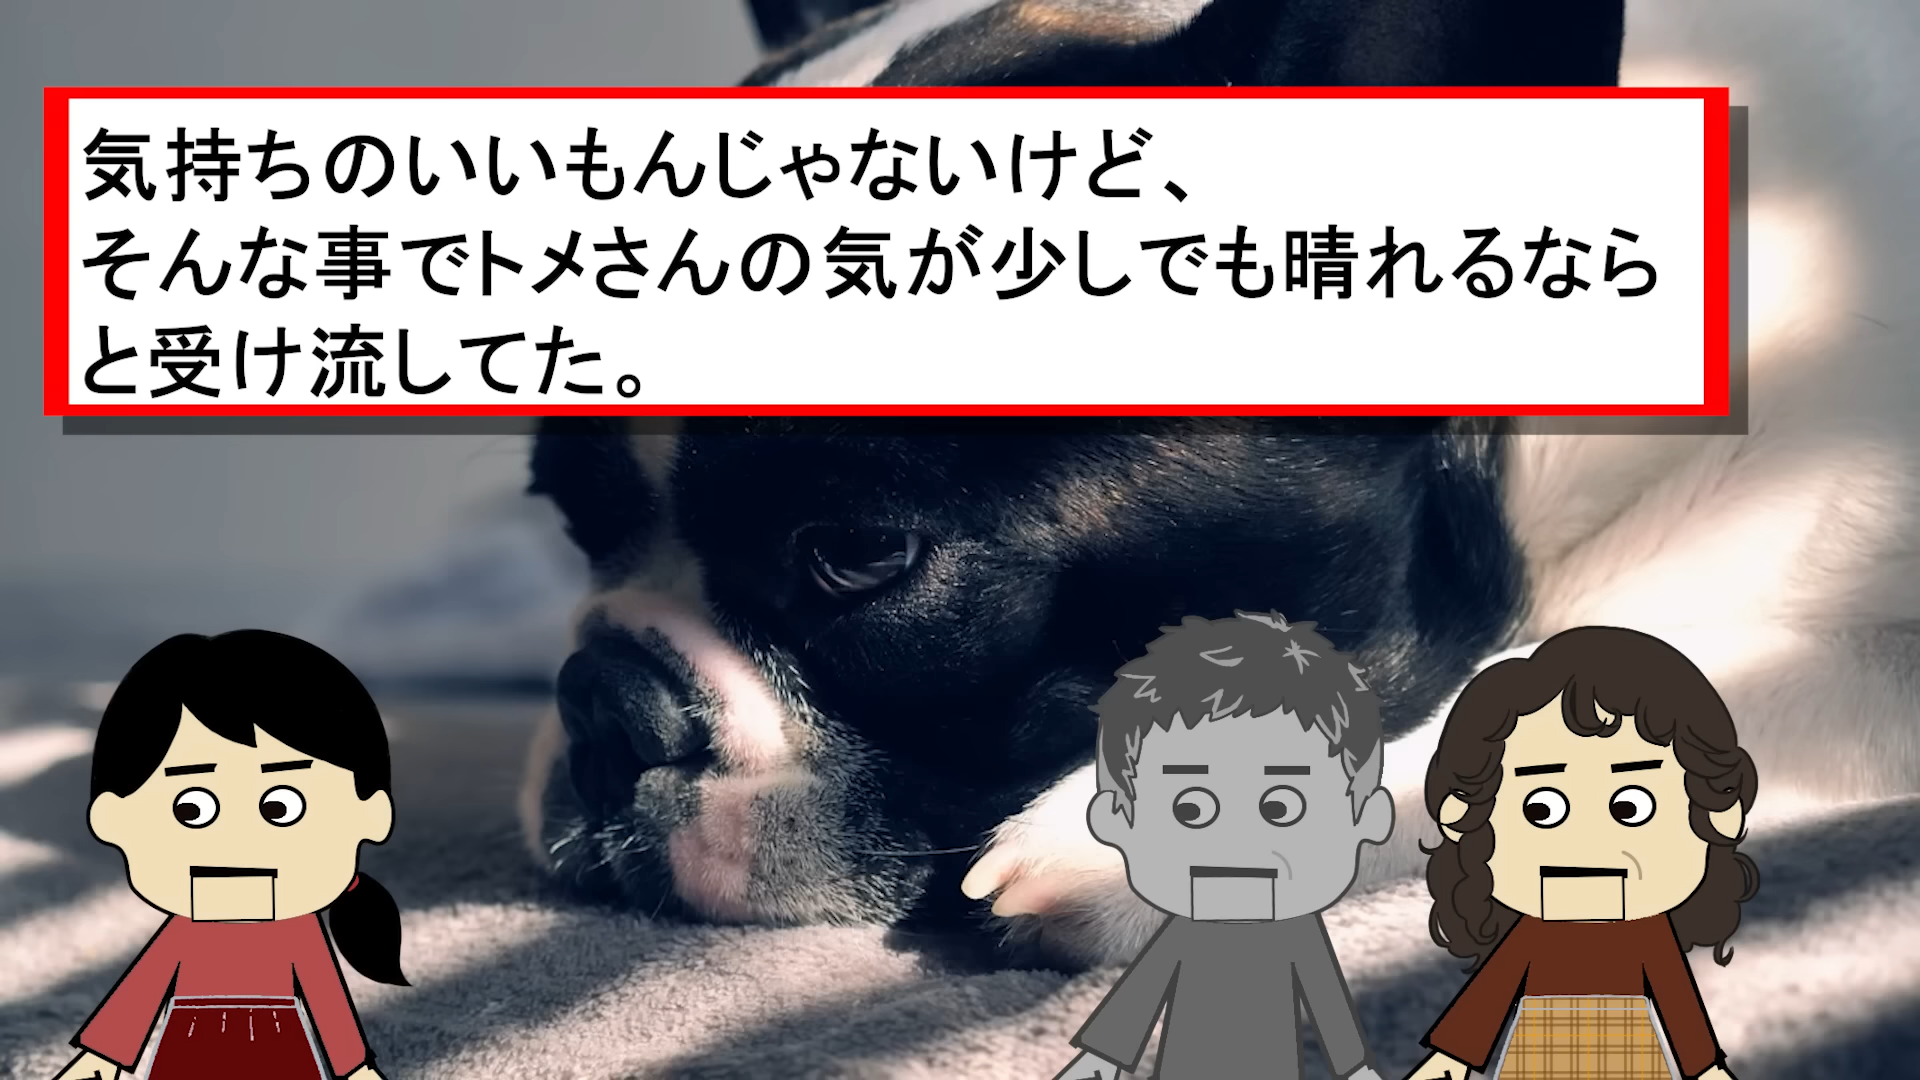 気持ちのいいもんじゃないけど、
そんな事でトメさんの気が少しでも晴れるなら
と受け流してた。